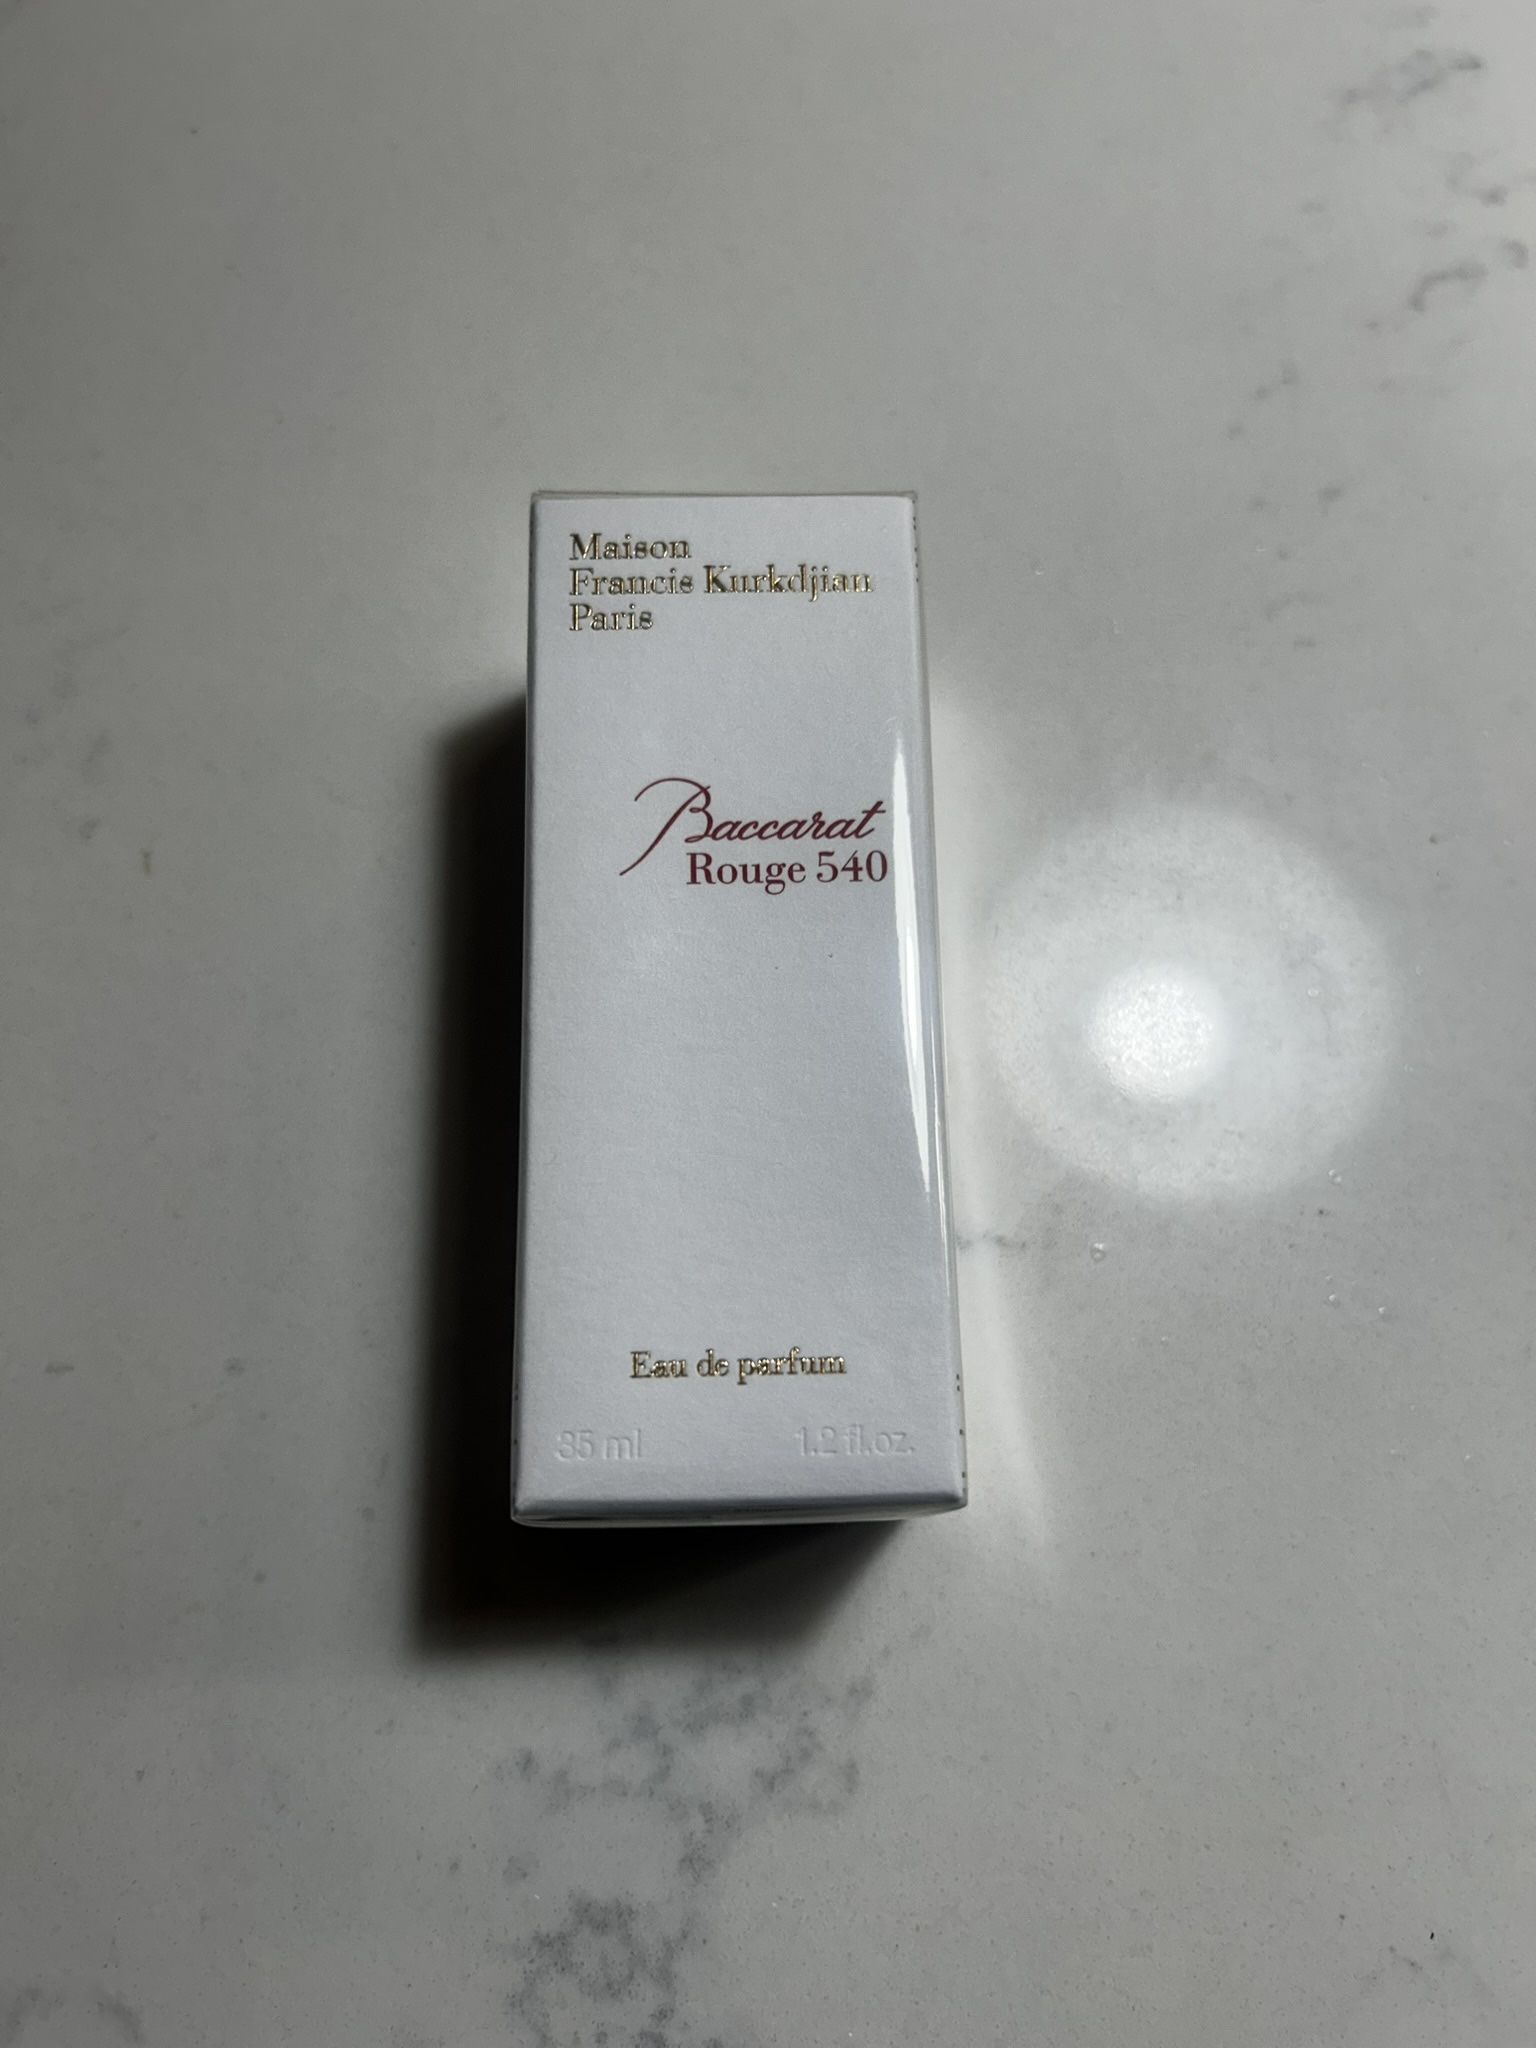 Maison
Francis Kurkdjian
Paris
Baccarat
Rouge 540
Eau de parfum
35 ml 1.2 fl.oz.